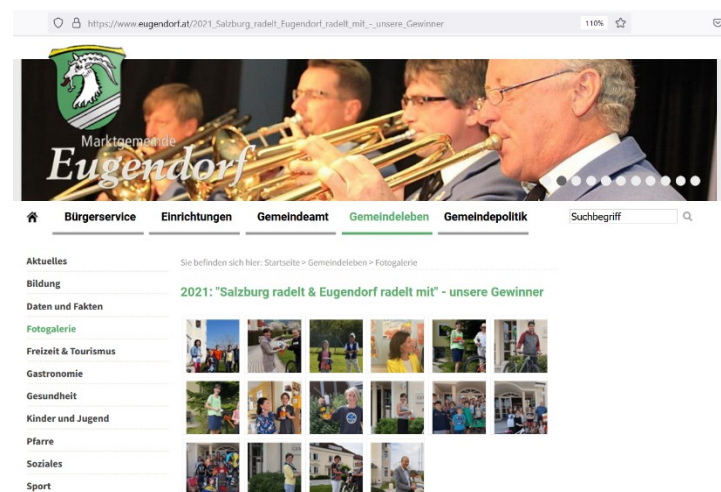 https://www.eugendorf.at/2021_Salzburg_radelt_Eugendorf_radelt_mit_-_unsere_Gewinner
110%
Marktgemeinde
Eugendorf
Bürgerservice Einrichtungen Gemeindeamt Gemeindeleben Gemeindepolitik Suchbegriff
Aktuelles
Sie befinden sich hier: Startseite > Gemeindeleben > Fotogalerie
Bildung
2021: "Salzburg radelt & Eugendorf radelt mit" - unsere Gewinner
Daten und Fakten
Fotogalerie
Freizeit & Tourismus
Gastronomie
Gesundheit
Kinder und Jugend
Pfarre
Soziales
Sport